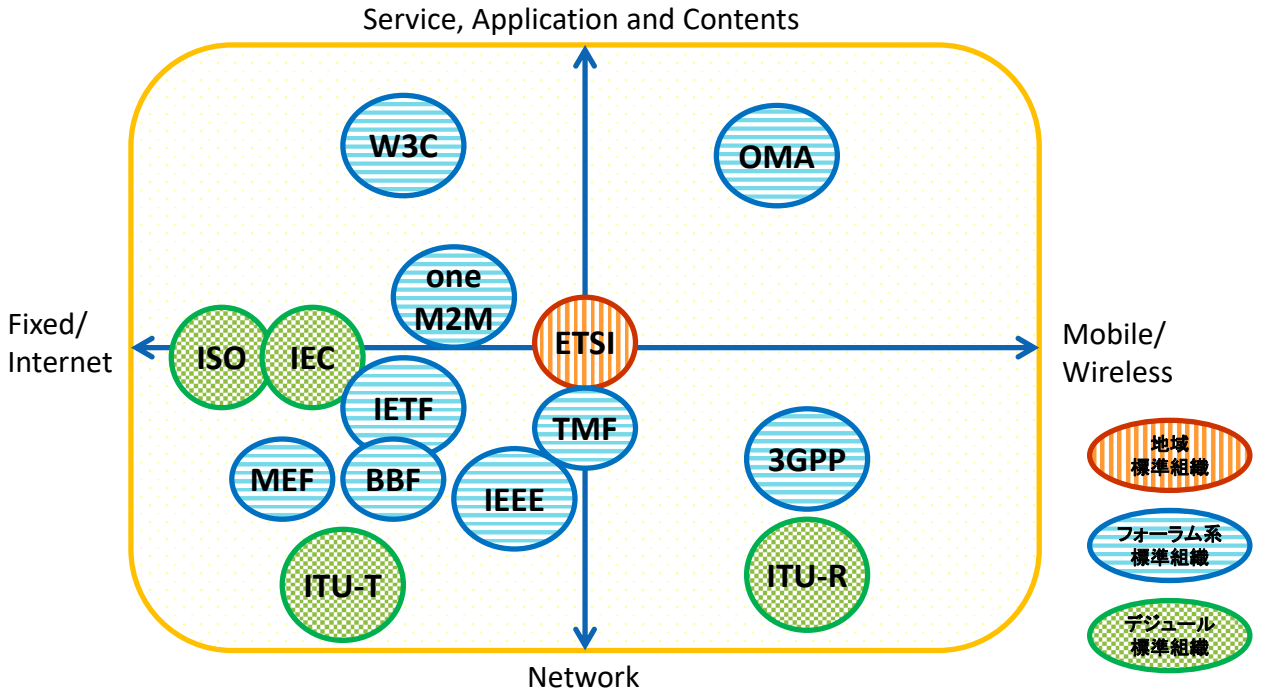 Service, Application and Contents
W3C
OMA
one
M2M
Fixed/
Internet
ISO
IEC
ETSI
Mobile/
Wireless
IETF
TMF
MEF
BBF
IEEE
3GPP
ITU-T
ITU-R
Network
地域
標準組織
フォーラム系
標準組織
デジュール
標準組織